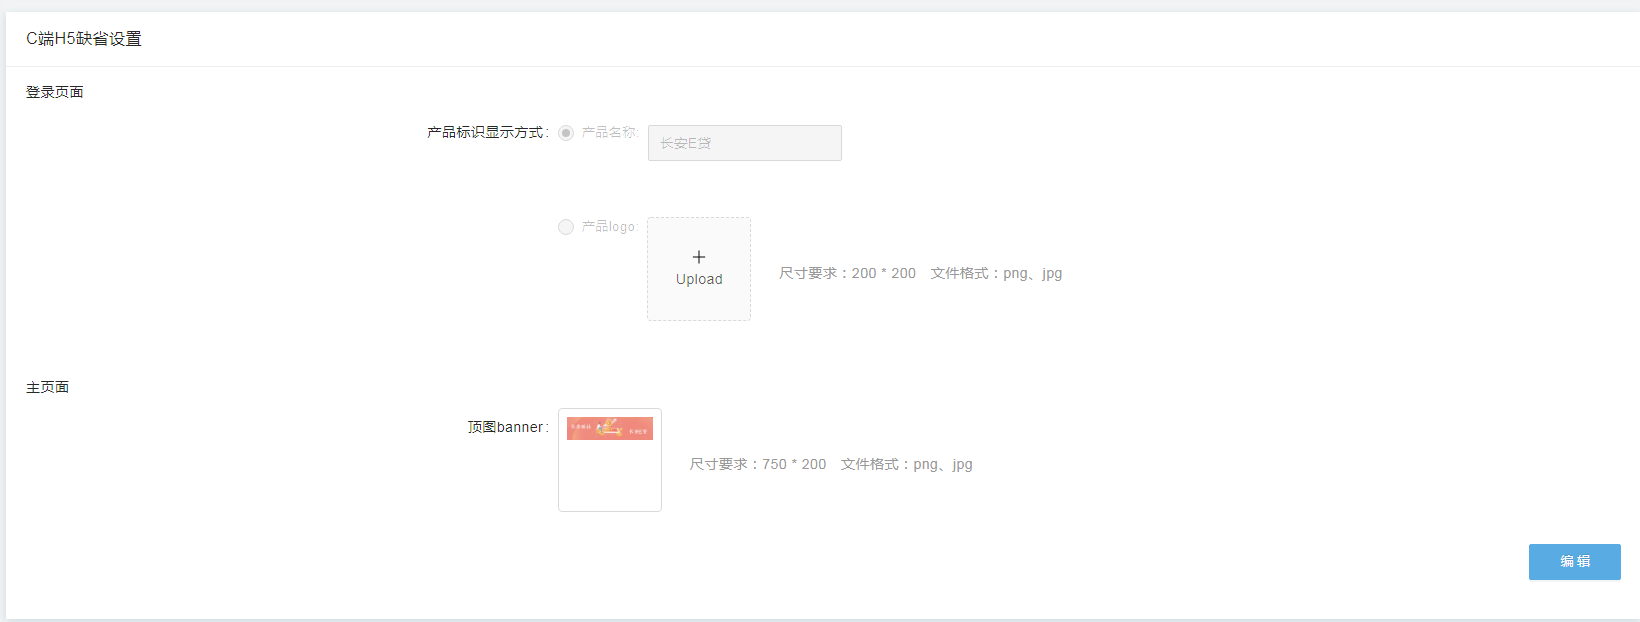 C端H5缺省设置
登录页面
产品标识显示方式:
产品名称:
长安E贷
产品logo:
Upload
尺寸要求：200 * 200 文件格式：png、jpg
主页面
顶图banner:
尺寸要求：750 * 200 文件格式：png、jpg
编 辑